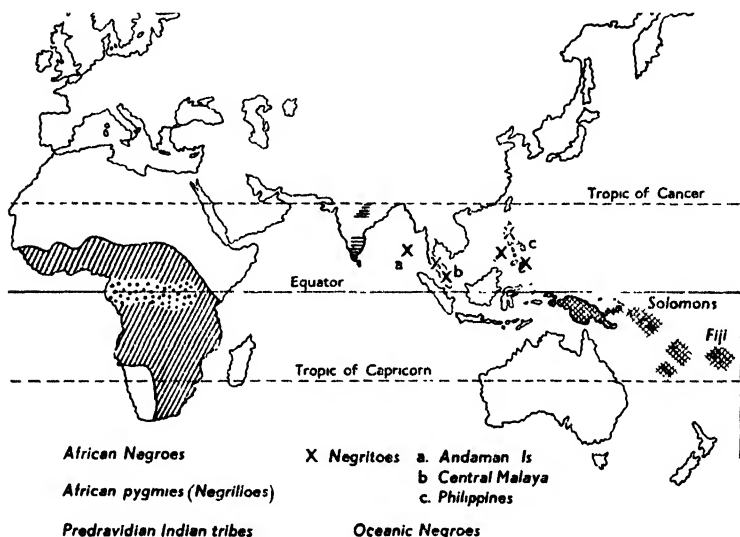 Tropic of Cancer
a
b
c
Equator
Solomons
Fiji
Tropic of Capricorn
African Negroes
X Negritoes a. Andaman Is
b Central Malaya
African pygmies (Negrilloes)
c. Philippines
Predravidian Indian tribes
Oceanic Negroes